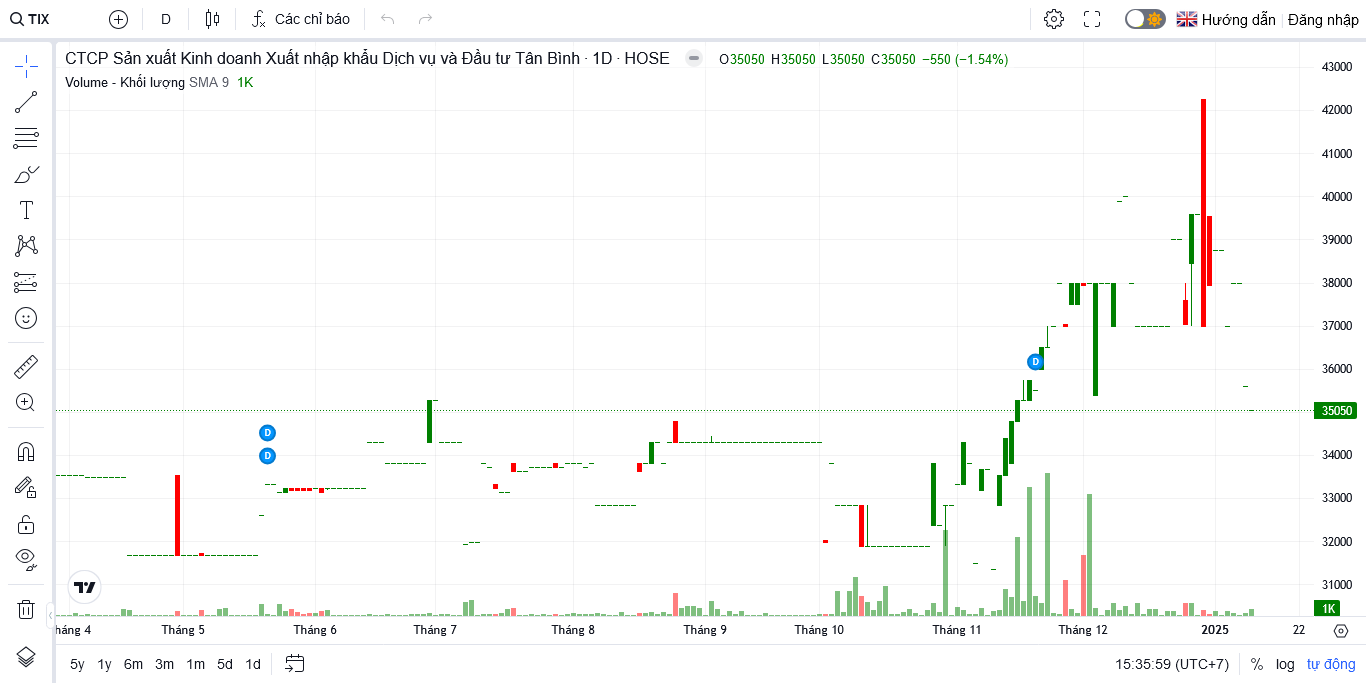 TIX D Các chỉ báo Hướng dẫn Đăng nhập
CTCP Sản xuất Kinh doanh Xuất nhập khẩu Dịch vụ và Đầu tư Tân Bình · 1D · HOSE O35050 H35050 L35050 C35050 −550 (−1.54%)
Volume - Khối lượng SMA 9 1K
43000
42000
41000
40000
39000
38000
37000
36000
35050
34000
33000
32000
31000
1K
D
D
D
háng 4 Tháng 5 Tháng 6 Tháng 7 Tháng 8 Tháng 9 Tháng 10 Tháng 11 Tháng 12 2025 22
5y 1y 6m 3m 1m 5d 1d 15:35:59 (UTC+7) % log tự động